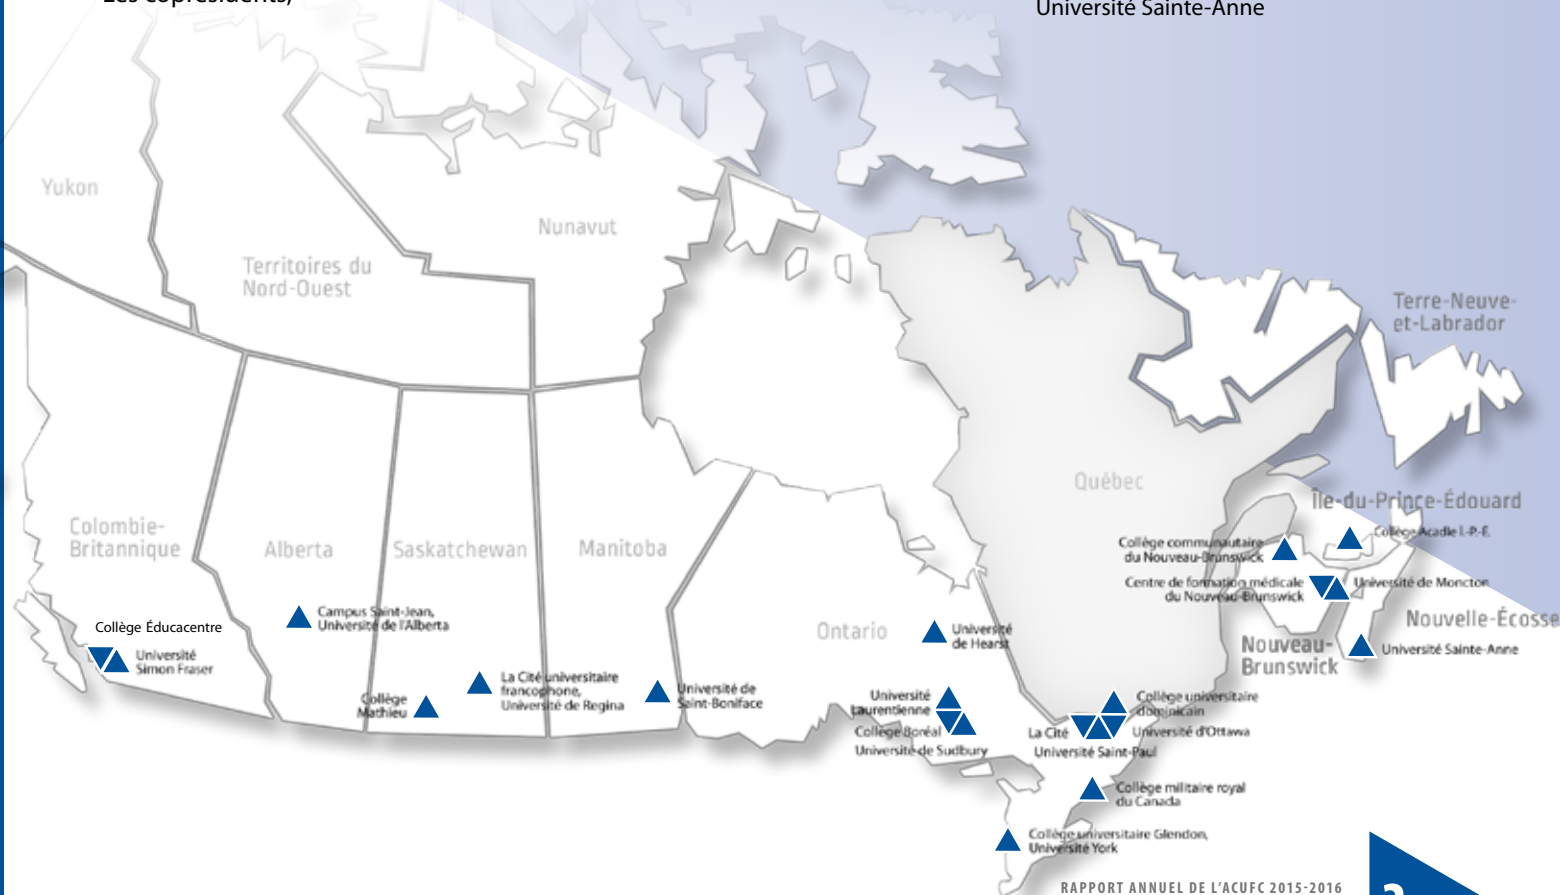 Les coprésidents,
Université Sainte-Anne
Yukon
Nunavut
Territoires du
Nord-Ouest
Terre-Neuve-
et-Labrador
Québec
Île-du-Prince-Édouard
Collège Acadie Î.-P.-É.
Collège communautaire
du Nouveau-Brunswick
Centre de formation médicale
du Nouveau-Brunswick
Université de Moncton
Nouvelle-Écosse
Nouveau-
Brunswick
Université Sainte-Anne
Colombie-
Britannique
Alberta
Saskatchewan
Manitoba
Ontario
Collège Éducacentre
Université
Simon Fraser
Campus Saint-Jean,
Université de l'Alberta
Collège
Mathieu
La Cité universitaire
francophone,
Université de Regina
Université de
Saint-Boniface
Université
de Hearst
Université
Laurentienne
Collège Boréal
Université de Sudbury
Collège universitaire
dominicain
La Cité
Université d'Ottawa
Université Saint-Paul
Collège militaire royal
du Canada
Collège universitaire Glendon,
Université York
RAPPORT ANNUEL DE L'ACUFC 2015-2016